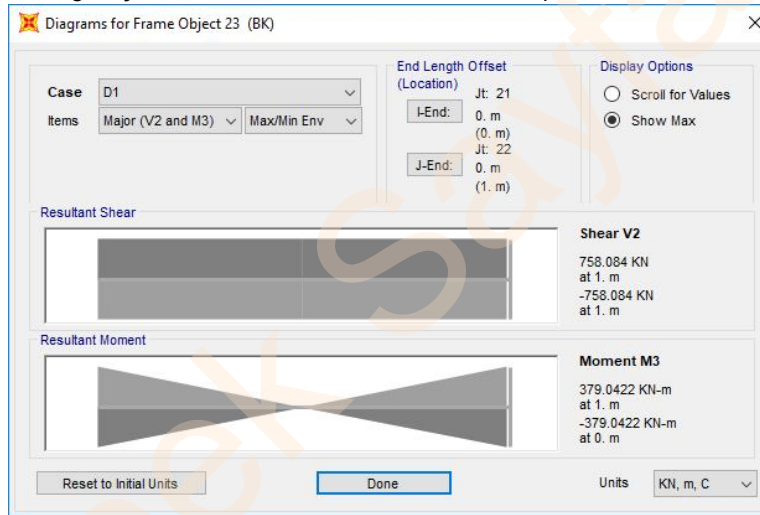 Diagrams for Frame Object 23 (BK)
End Length Offset
(Location)
Display Options
Case D1
Jt: 21
Scroll for Values
Items Major (V2 and M3) Max/Min Env
I-End: 0. m
(0. m)
Show Max
Jt: 22
J-End: 0. m
(1. m)
Resultant Shear
Shear V2
758.084 KN
at 1. m
-758.084 KN
at 1. m
Resultant Moment
Moment M3
379.0422 KN-m
at 1. m
-379.0422 KN-m
at 0. m
Reset to Initial Units
Done
Units KN, m, C